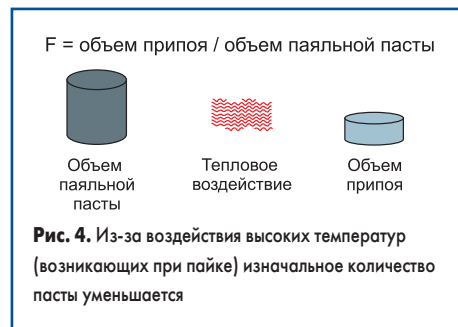 F = объем припоя / объем паяльной пасты
Объем
паяльной
пасты
Тепловое
воздействие
Объем
припоя
Рис. 4. Из-за воздействия высоких температур
(возникающих при пайке) изначальное количество
пасты уменьшается